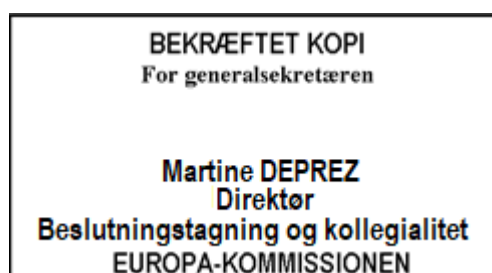 BEKRÆFTET KOPI
For generalsekretæren
Martine DEPREZ
Direktør
Beslutningstagning og kollegialitet
EUROPA-KOMMISSIONEN